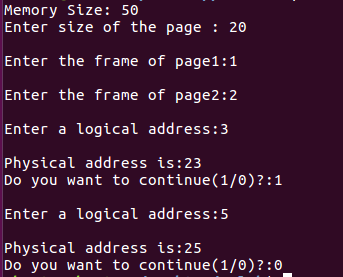 Memory Size: 50
Enter size of the page : 20
Enter the frame of page1:1
Enter the frame of page2:2
Enter a logical address:3
Physical address is:23
Do you want to continue(1/0)?:1
Enter a logical address:5
Physical address is:25
Do you want to continue(1/0)?:0